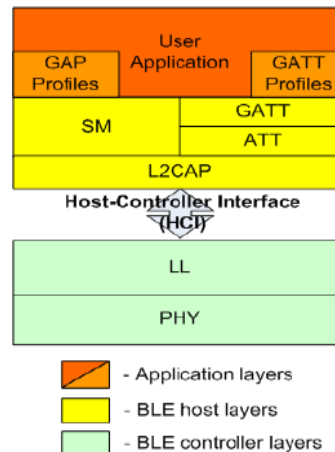 User
Application
GAP
Profiles
GATT
Profiles
SM
GATT
ATT
L2CAP
Host-Controller Interface
(HCI)
LL
PHY
- Application layers
- BLE host layers
- BLE controller layers